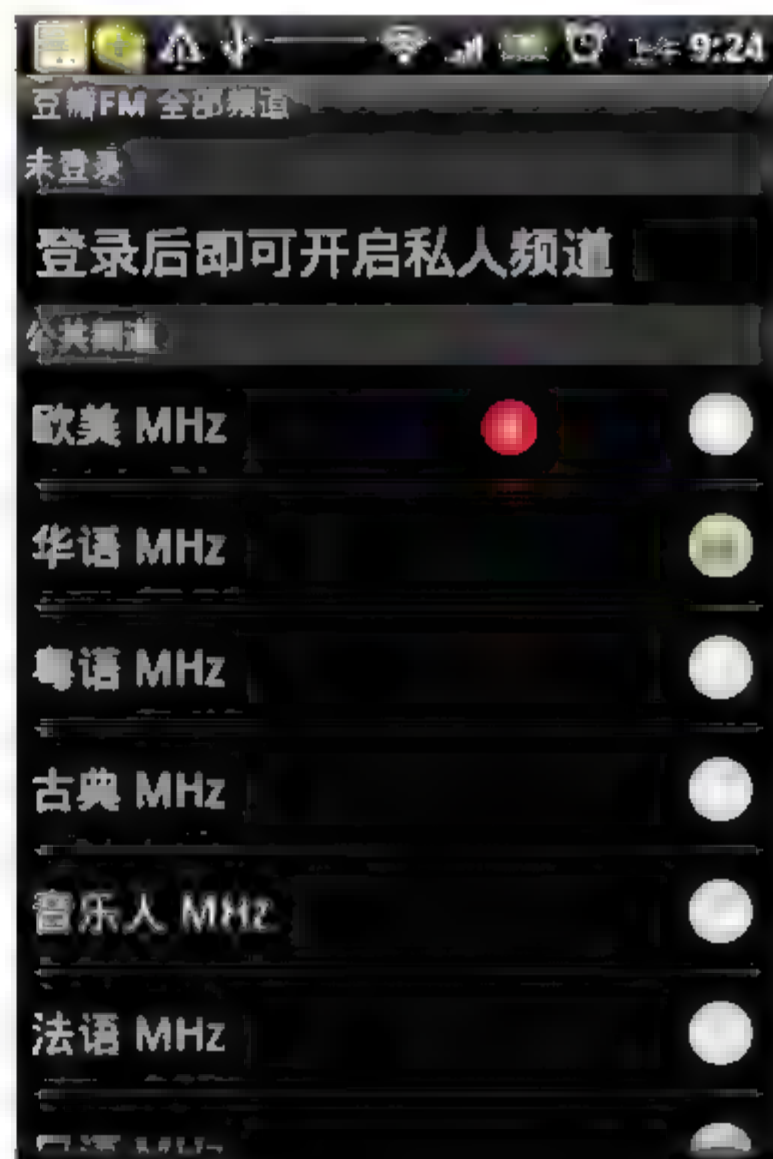 上午 9:24
豆瓣FM 全部频道
未登录
登录后即可开启私人频道
公共频道
欧美 MHz
华语 MHz
粤语 MHz
古典 MHz
音乐人 MHz
法语 MHz